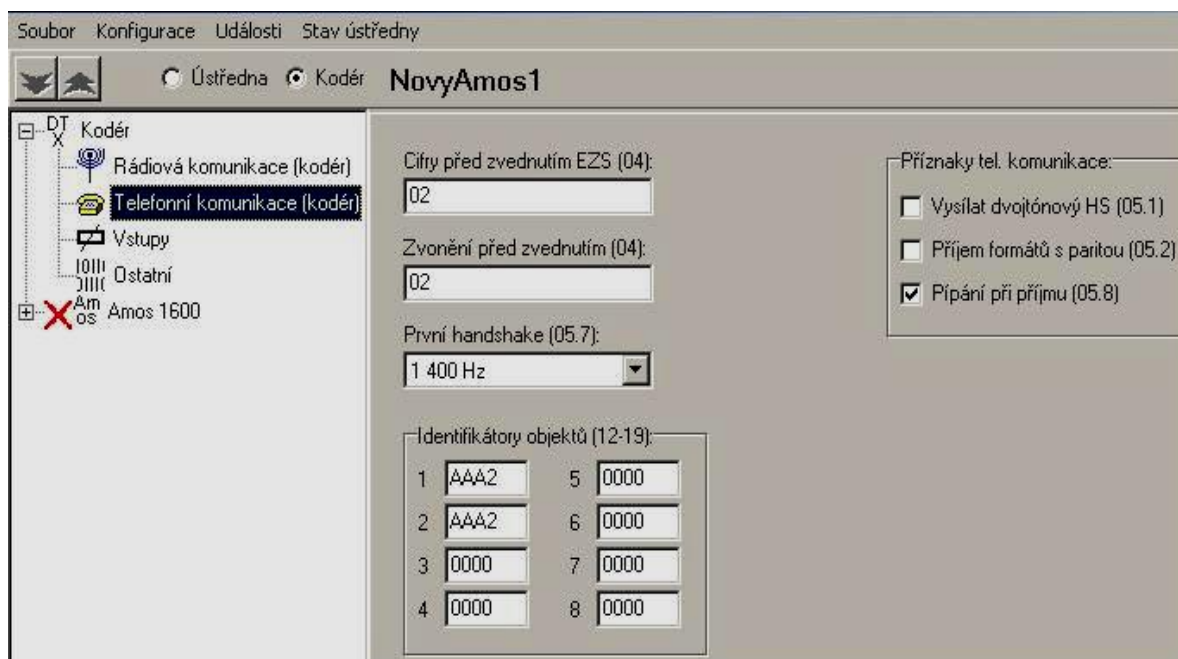 Soubor Konfigurace Události Stav ústředny
Ústředna Kodér NovyAmos1
DT
X Kodér
Rádiová komunikace (kodér)
Telefonní komunikace (kodér)
Vstupy
Ostatní
Am
os Amos 1600
Cifry před zvednutím EZS (04):
02
Zvonění před zvednutím (04):
02
První handshake (05.7):
1 400 Hz
Identifikátory objektů (12-19):
1 AAA2 5 0000
2 AAA2 6 0000
3 0000 7 0000
4 0000 8 0000
Příznaky tel. komunikace:
Vysílat dvojtónový HS (05.1)
Příjem formátů s paritou (05.2)
Pípání při příjmu (05.8)